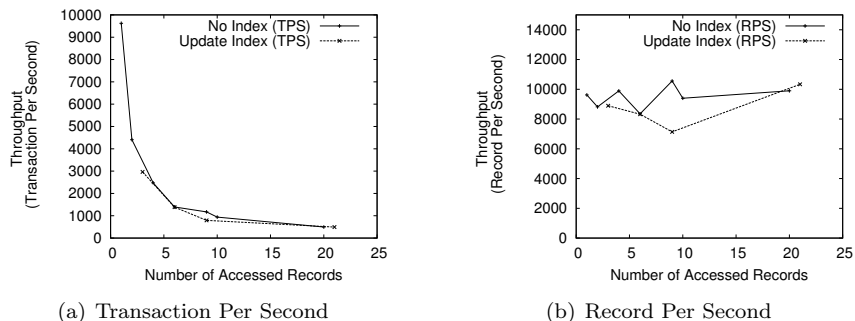 No Index (TPS)
Update Index (TPS)
10000
9000
8000
7000
6000
5000
4000
3000
2000
1000
0
0 5 10 15 20 25
Throughput
(Transaction Per Second)
Number of Accessed Records
(a) Transaction Per Second
No Index (RPS)
Update Index (RPS)
14000
12000
10000
8000
6000
4000
2000
0
0 5 10 15 20 25
Throughput
(Record Per Second)
Number of Accessed Records
(b) Record Per Second